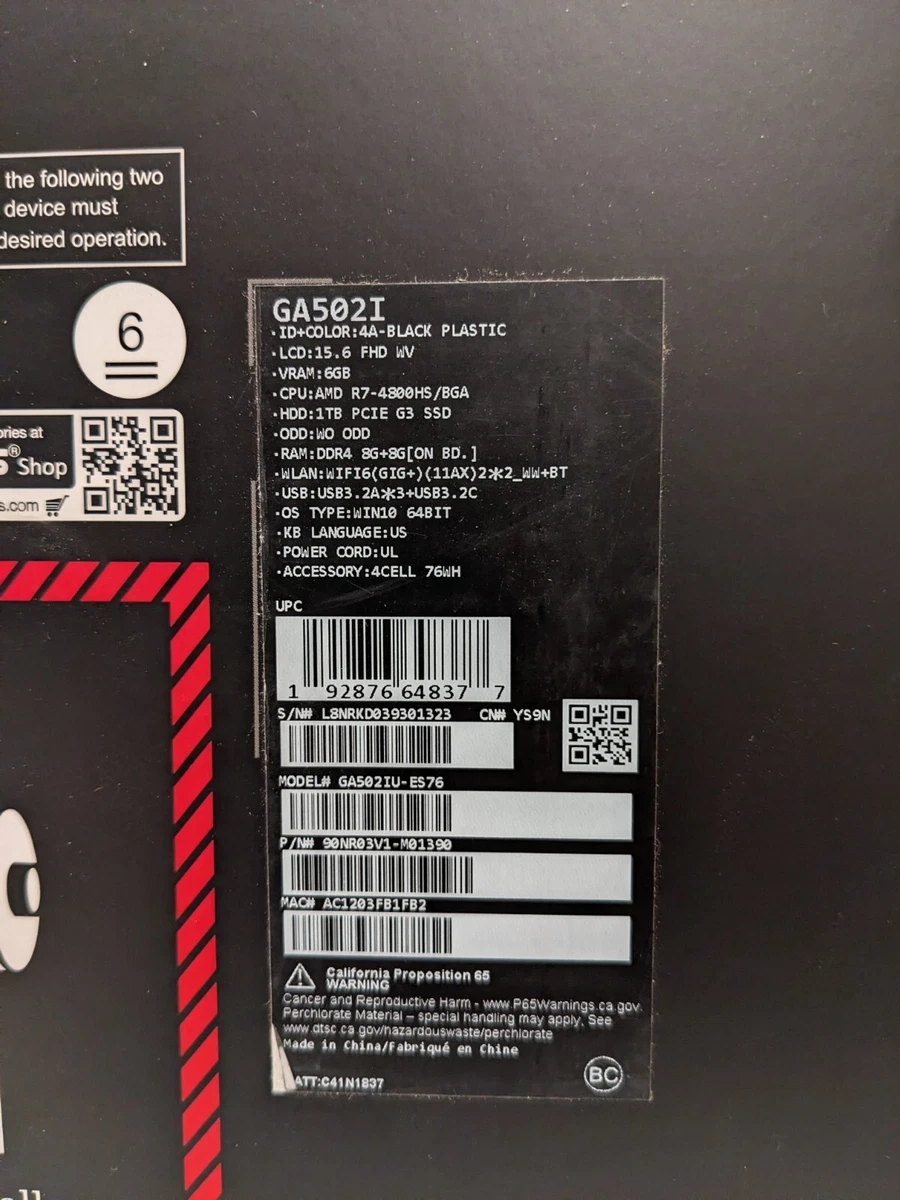 the following two
device must
desired operation.
6
ories at
S® Shop
s.com
GA502I
·ID+COLOR:4A-BLACK PLASTIC
·LCD:15.6 FHD WV
·VRAM:6GB
·CPU:AMD R7-4800HS/BGA
·HDD:1TB PCIE G3 SSD
·ODD:WO ODD
·RAM:DDR4 8G+8G[ON BD.]
·WLAN:WIFI6(GIG+)(11AX)2*2_WW+BT
·USB:USB3.2A*3+USB3.2C
·OS TYPE:WIN10 64BIT
·KB LANGUAGE:US
·POWER CORD:UL
·ACCESSORY:4CELL 76WH
UPC
1 92876 64837 7
S/N# L8NRKD039301323 CN# YS9N
MODEL# GA502IU-ES76
P/N# 90NR03V1-M01390
MAC# AC1203FB1FB2
California Proposition 65
WARNING
Cancer and Reproductive Harm - www.P65Warnings.ca.gov
Perchlorate Material – special handling may apply. See
www.dtsc.ca.gov/hazardouswaste/perchlorate
Made in China/Fabriqué en Chine
ATT:C41N1837
BC